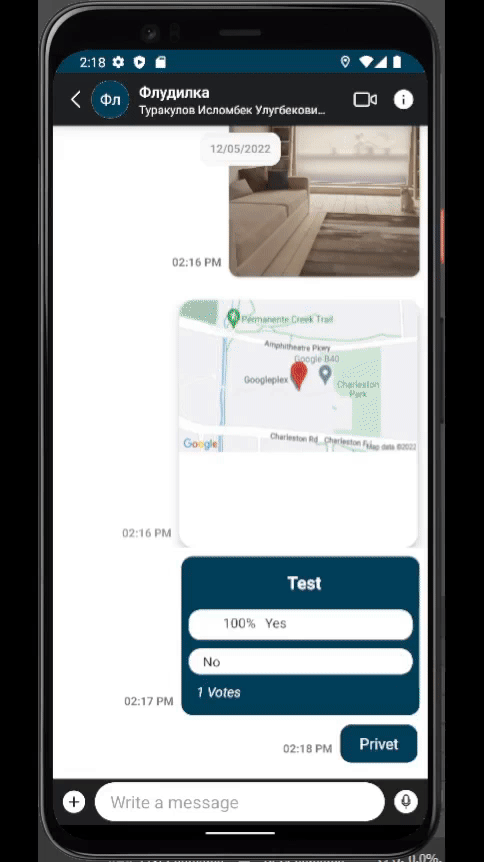 2:18
Фл
Флудилка
Туракулов Исломбек Улугбекови...
12/05/2022
02:16 PM
Permanente Creek Trail
Amphitheatre Pkwy
Google B40
Googleplex
Charleston
Park
Google
Charleston Rd
Map data ©2022
02:16 PM
Test
100% Yes
No
1 Votes
02:17 PM
Privet
02:18 PM
Write a message
0.0%